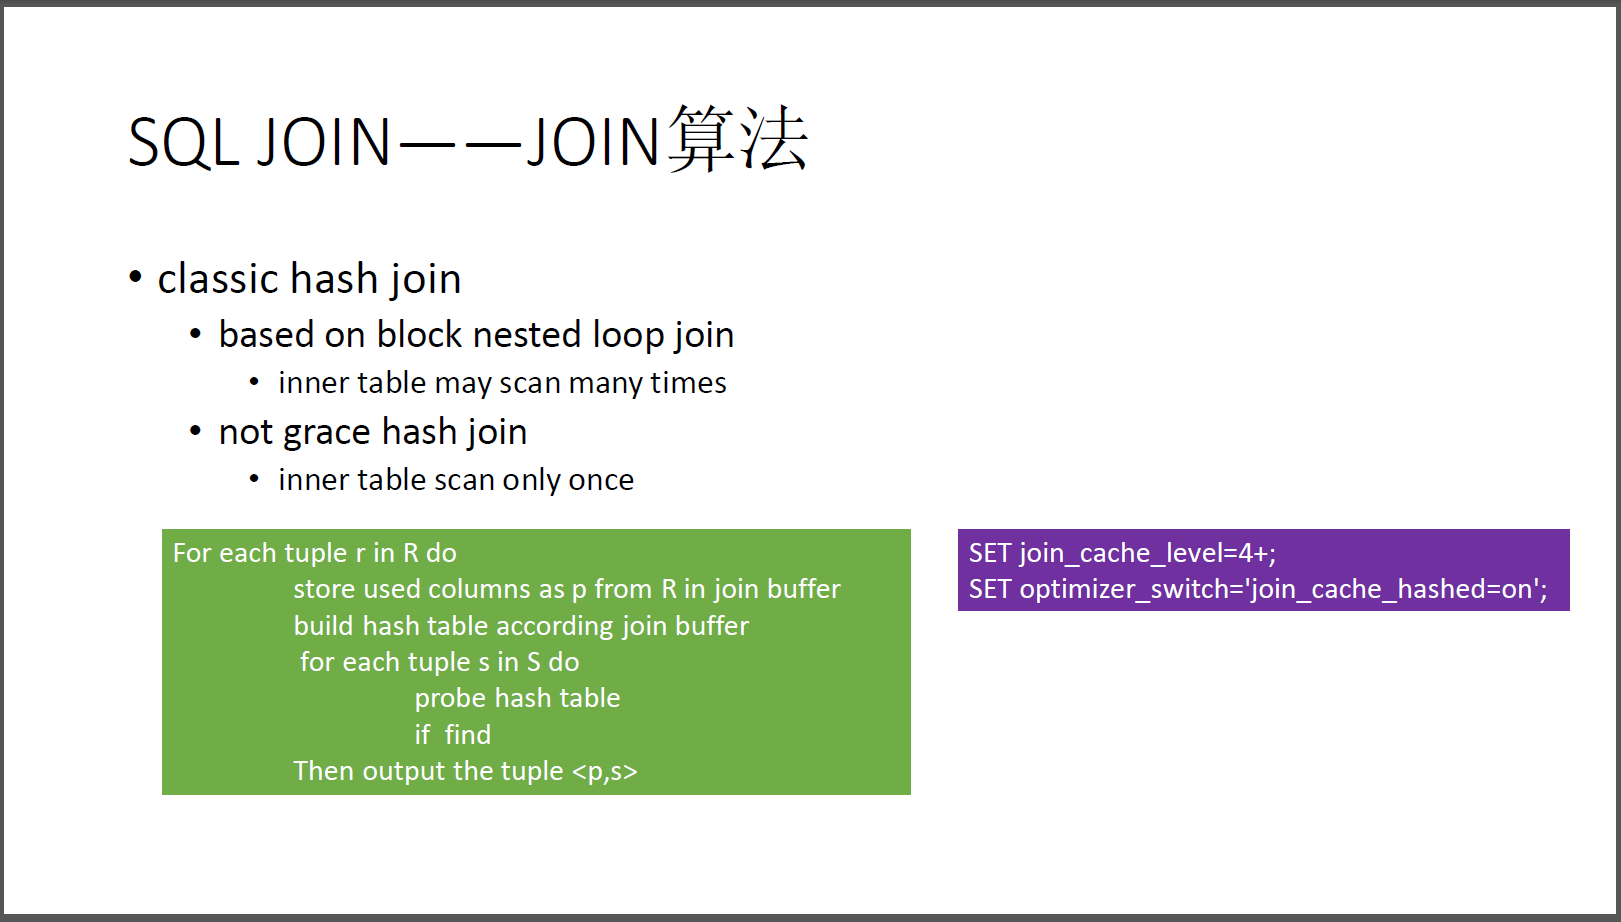 SQL JOIN——JOIN算法
• classic hash join
• based on block nested loop join
• inner table may scan many times
• not grace hash join
• inner table scan only once
For each tuple r in R do
store used columns as p from R in join buffer
build hash table according join buffer
for each tuple s in S do
probe hash table
if find
Then output the tuple <p,s>
SET join_cache_level=4+;
SET optimizer_switch='join_cache_hashed=on';